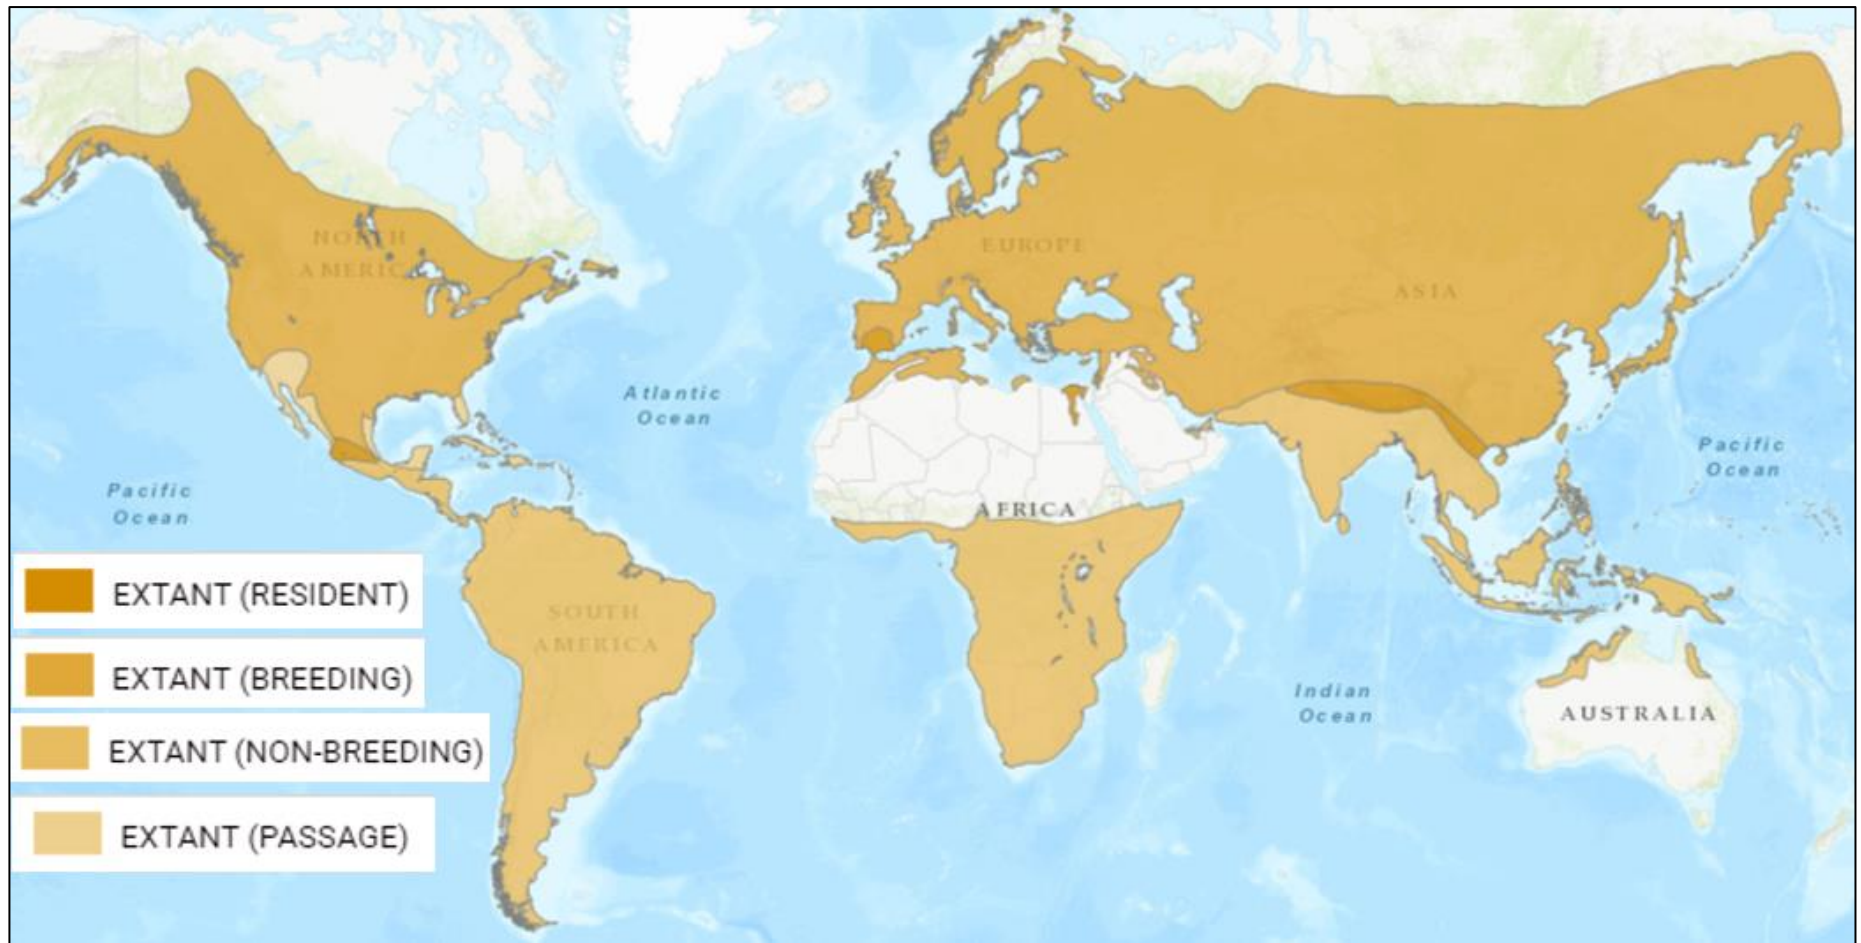 NORTH
AMERICA
EUROPE
ASIA
Atlantic
Ocean
Pacific
Ocean
Pacific
Ocean
AFRICA
SOUTH
AMERICA
Indian
Ocean
AUSTRALIA
EXTANT (RESIDENT)
EXTANT (BREEDING)
EXTANT (NON-BREEDING)
EXTANT (PASSAGE)